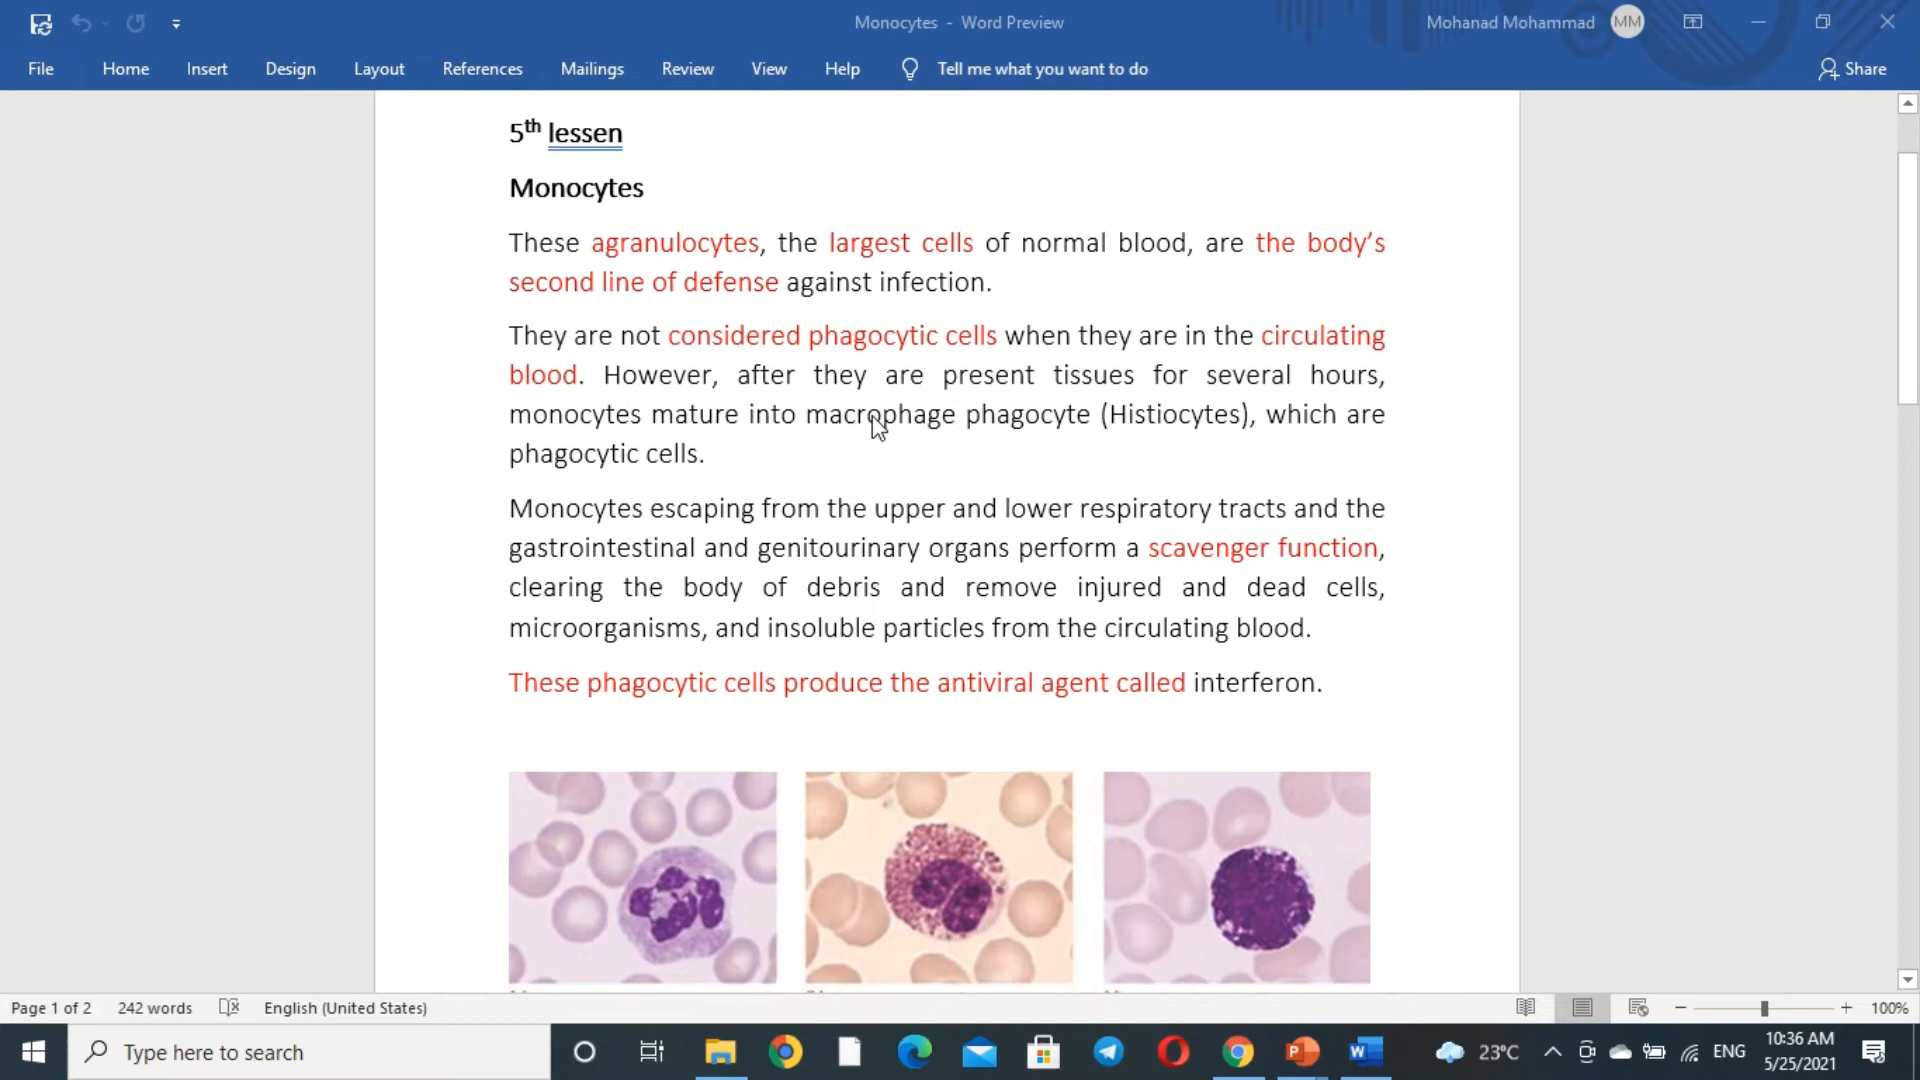 Monocytes - Word Preview
Mohanad Mohammad
MM
File Home Insert Design Layout References Mailings Review View Help Tell me what you want to do Share
5th lessen
Monocytes
These agranulocytes, the largest cells of normal blood, are the body’s
second line of defense against infection.
They are not considered phagocytic cells when they are in the circulating
blood. However, after they are present tissues for several hours,
monocytes mature into macrophage phagocyte (Histiocytes), which are
phagocytic cells.
Monocytes escaping from the upper and lower respiratory tracts and the
gastrointestinal and genitourinary organs perform a scavenger function,
clearing the body of debris and remove injured and dead cells,
microorganisms, and insoluble particles from the circulating blood.
These phagocytic cells produce the antiviral agent called interferon.
Page 1 of 2 242 words English (United States) 100%
Type here to search
23°C
ENG
10:36 AM
5/25/2021